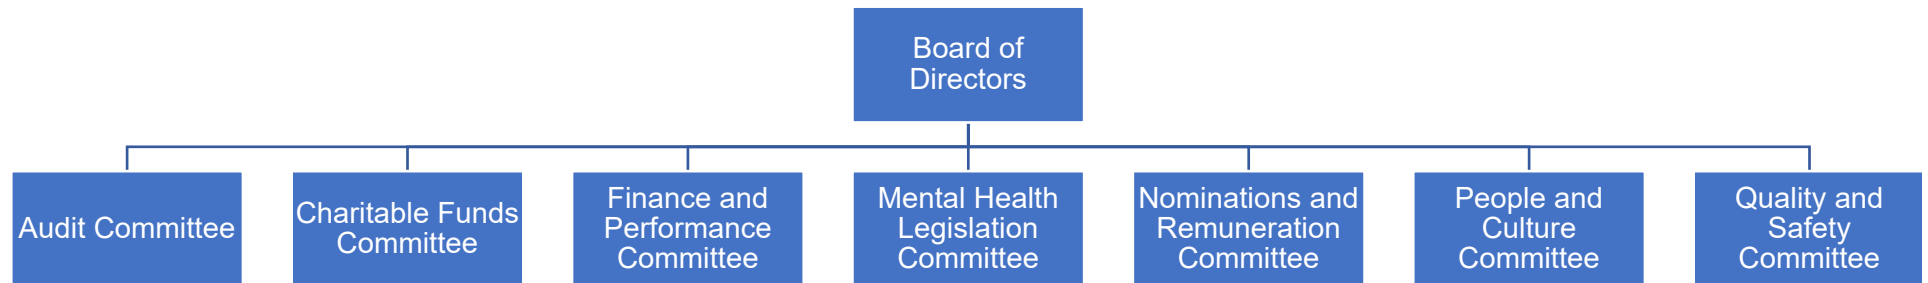 Board of
Directors
Audit Committee
Charitable Funds
Committee
Finance and
Performance
Committee
Mental Health
Legislation
Committee
Nominations and
Remuneration
Committee
People and
Culture
Committee
Quality and
Safety
Committee